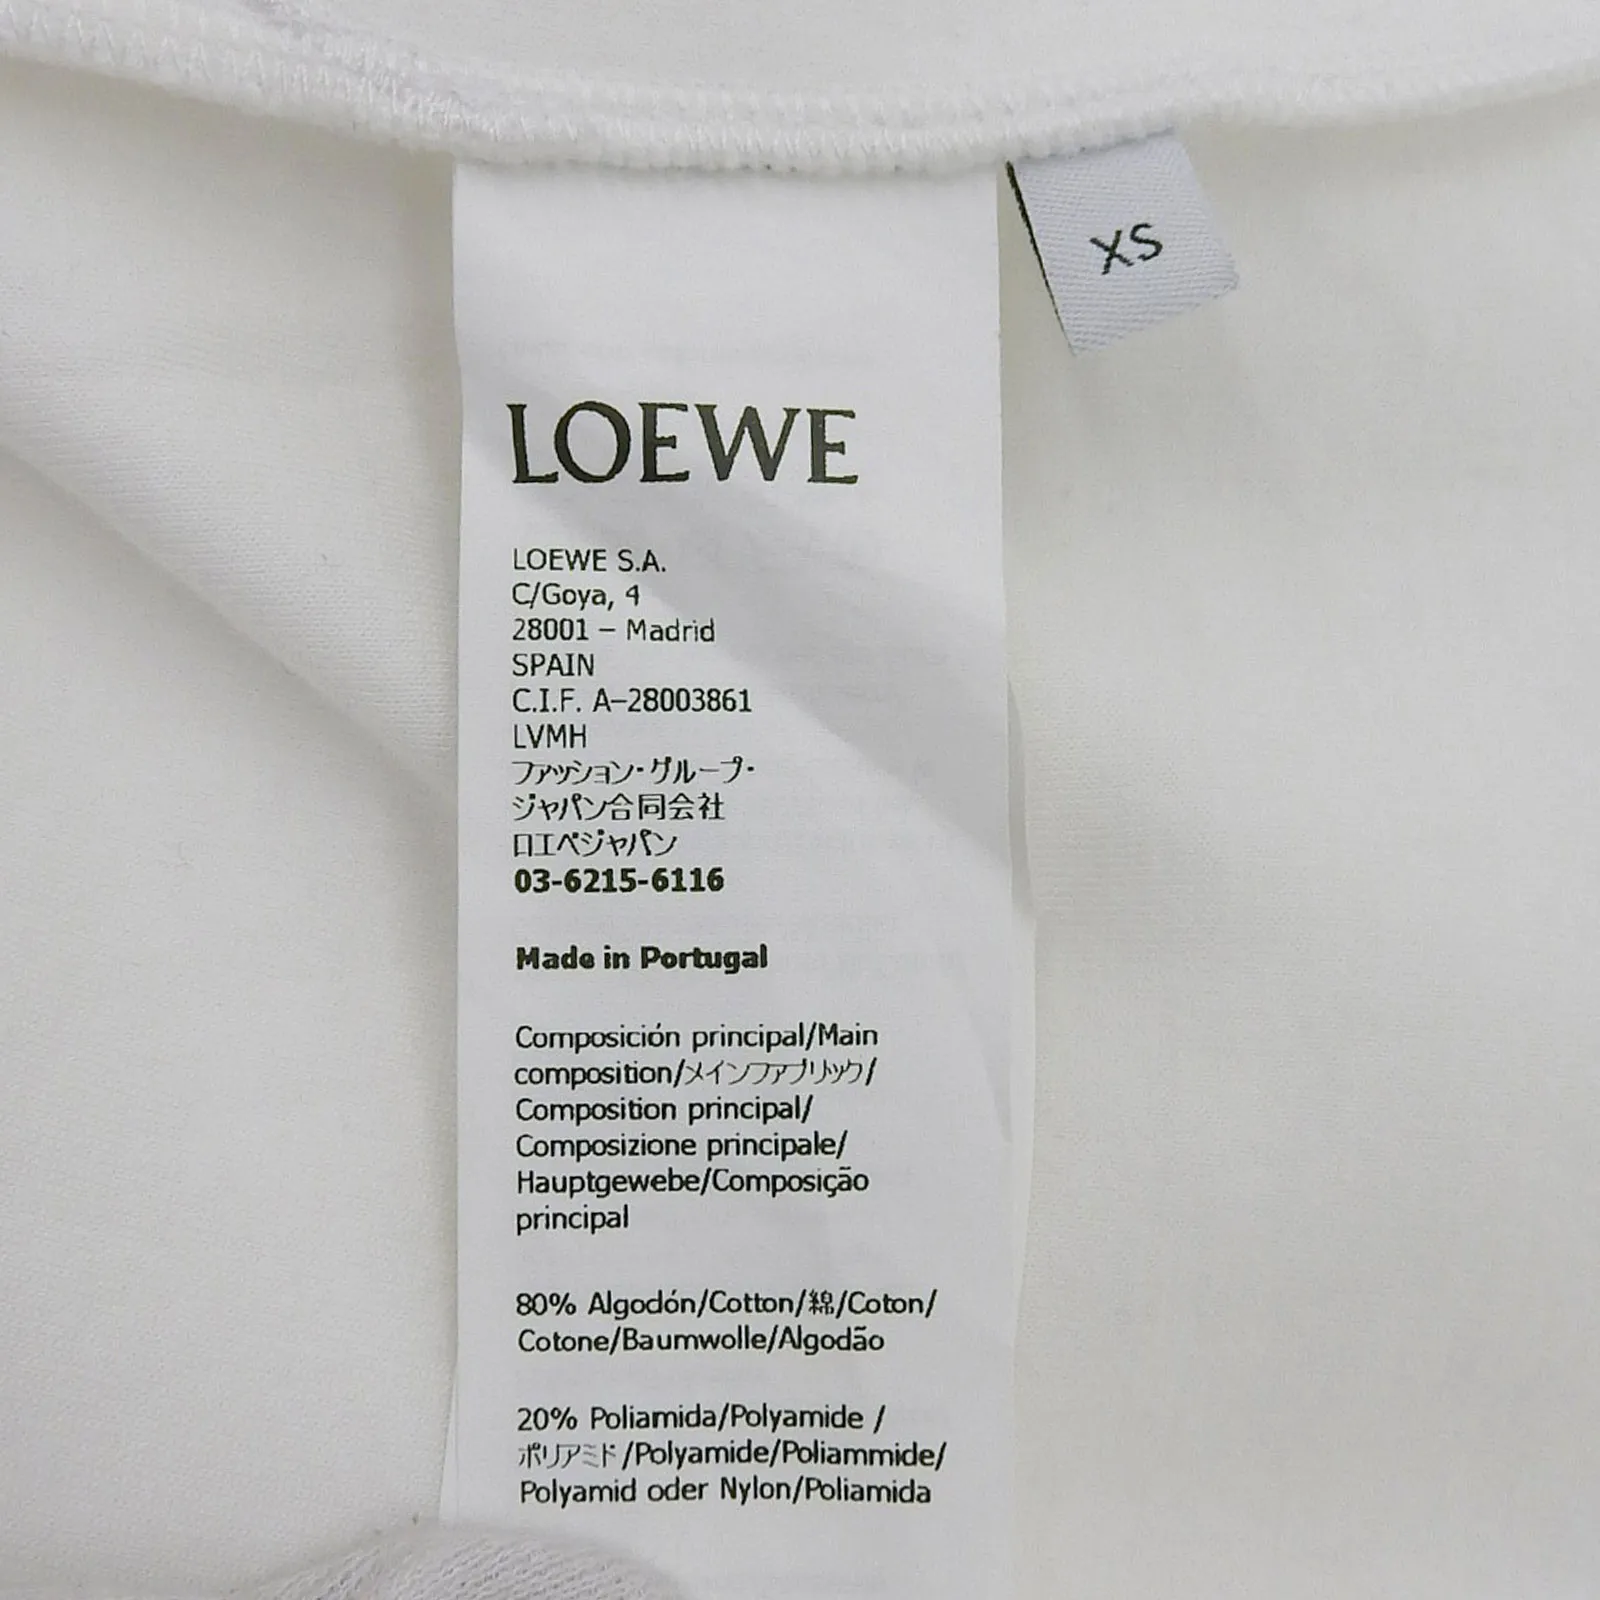 XS
LOEWE
LOEWE S.A.
C/Goya, 4
28001 – Madrid
SPAIN
C.I.F. A–28003861
LVMH
ファッション・グループ・
ジャパン合同会社
ロエベジャパン
03-6215-6116
Made in Portugal
Composición principal/Main
composition/メインファブリック/
Composition principal/
Composizione principale/
Hauptgewebe/Composição
principal
80% Algodón/Cotton/綿/Coton/
Cotone/Baumwolle/Algodão
20% Poliamida/Polyamide /
ポリアミド/Polyamide/Poliammide/
Polyamid oder Nylon/Poliamida